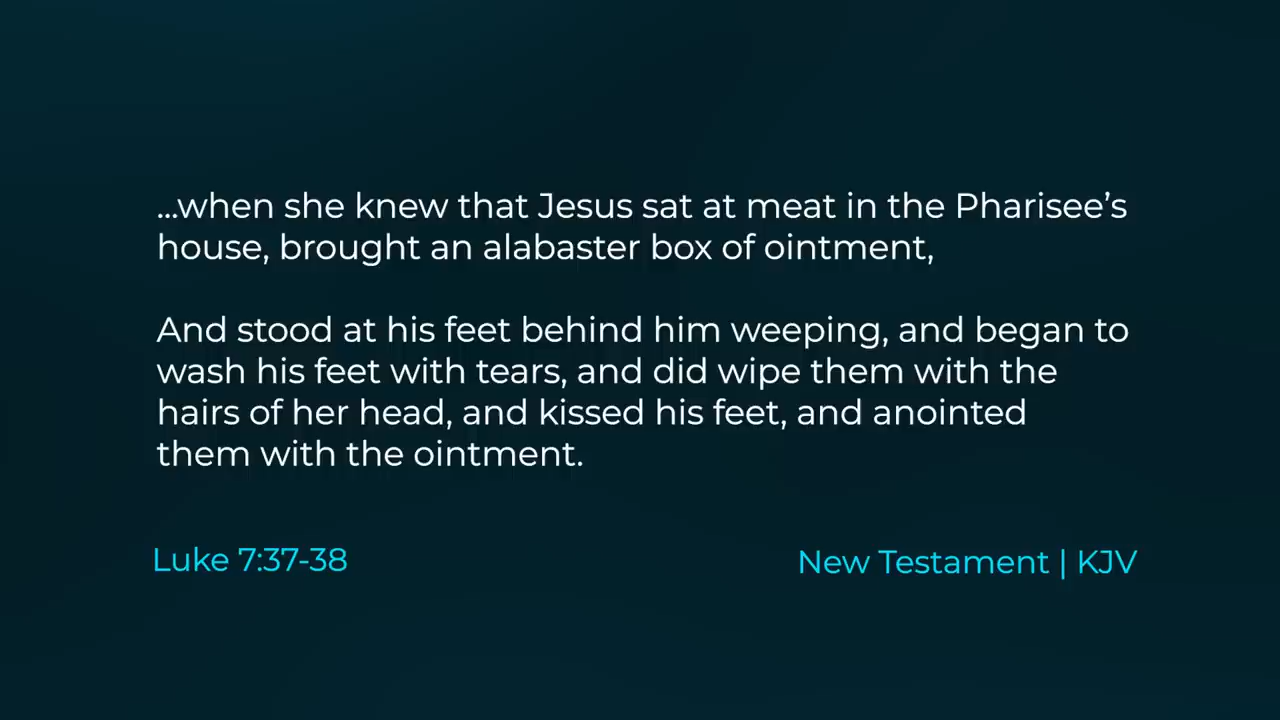 ...when she knew that Jesus sat at meat in the Pharisee’s
house, brought an alabaster box of ointment,
And stood at his feet behind him weeping, and began to
wash his feet with tears, and did wipe them with the
hairs of her head, and kissed his feet, and anointed
them with the ointment.
Luke 7:37-38
New Testament | KJV